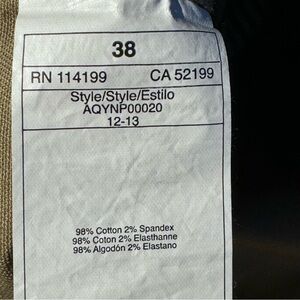 38
RN 114199 CA 52199
Style/Style/Estilo
AQYNP00020
12-13
98% Cotton 2% Spandex
98% Coton 2% Elasthanne
98% Algodón 2% Elastano